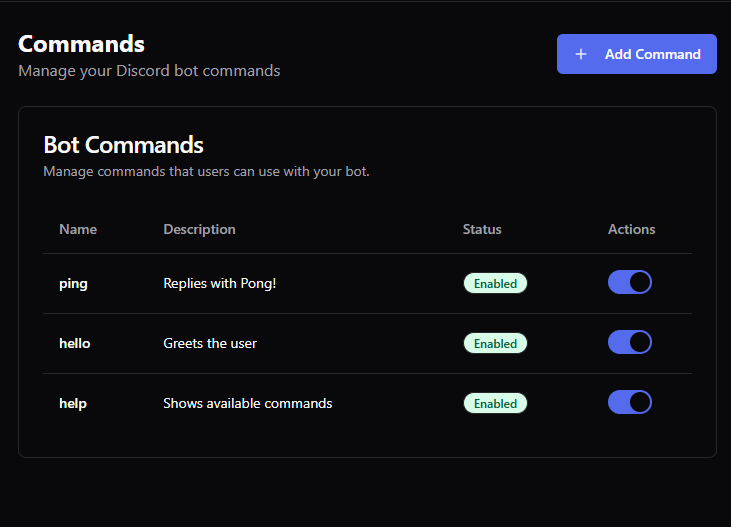 Commands
Manage your Discord bot commands
+ Add Command
Bot Commands
Manage commands that users can use with your bot.
Name Description Status Actions
ping Replies with Pong! Enabled
hello Greets the user Enabled
help Shows available commands Enabled